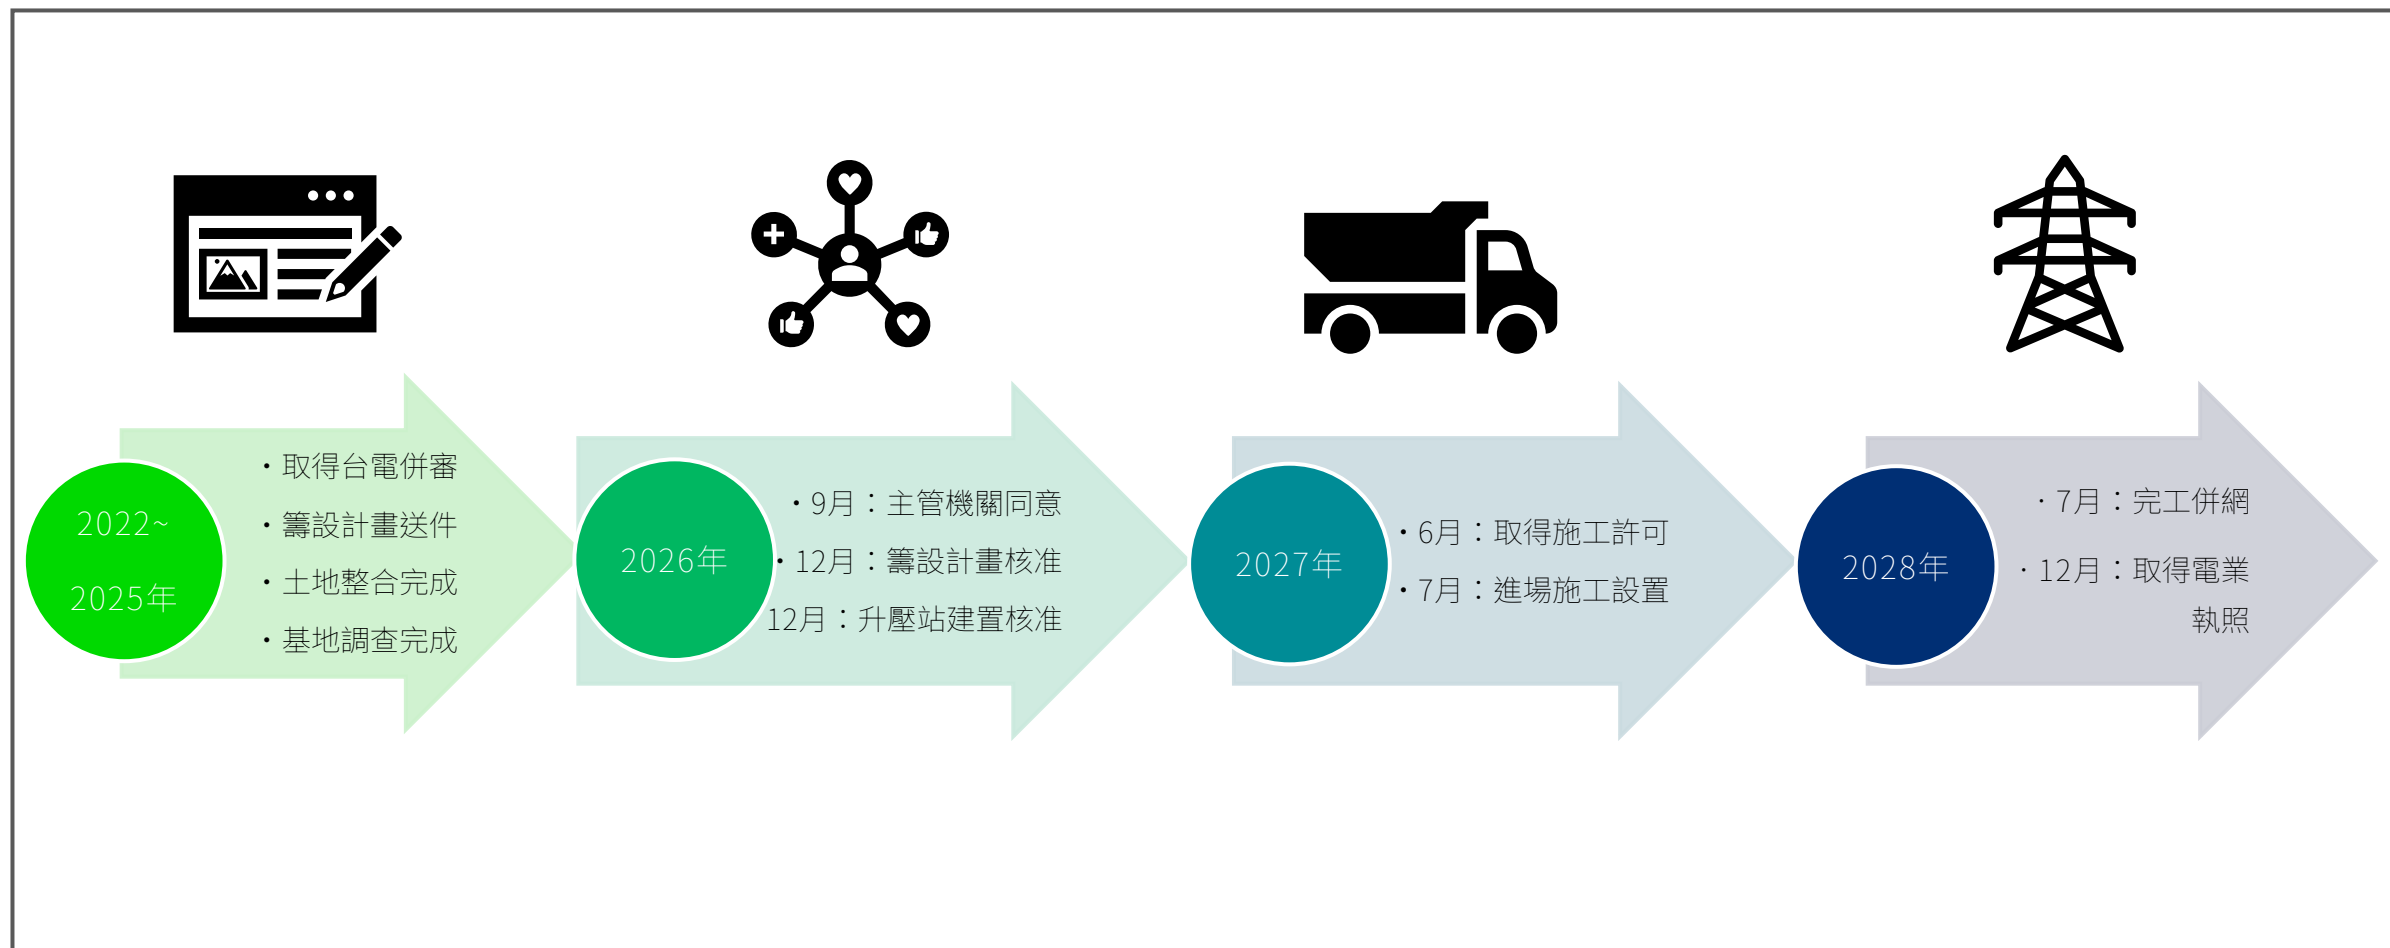 2022~
2025年
・取得台電併審
・籌設計畫送件
・土地整合完成
・基地調查完成
2026年
・9月：主管機關同意
・12月：籌設計畫核准
12月：升壓站建置核准
2027年
・6月：取得施工許可
・7月：進場施工設置
2028年
・7月：完工併網
・12月：取得電業
執照